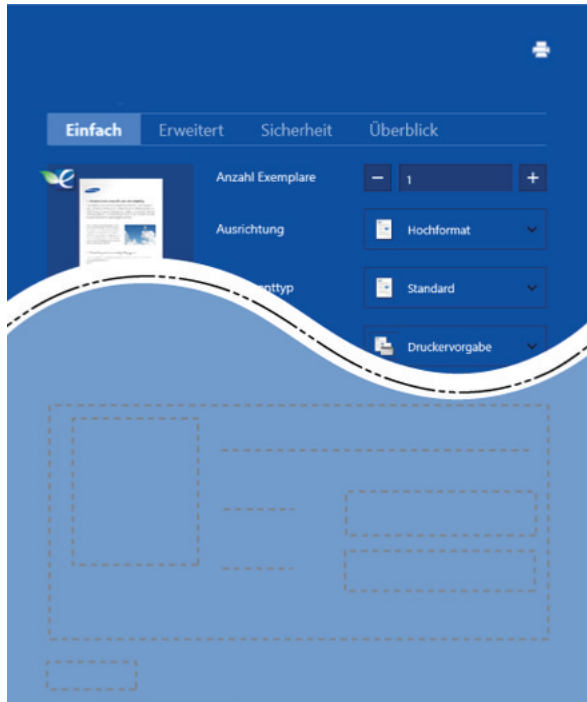 Einfach Erweitert Sicherheit Überblick
Anzahl Exemplare 1
Ausrichtung Hochformat
Standard
Druckervorgabe